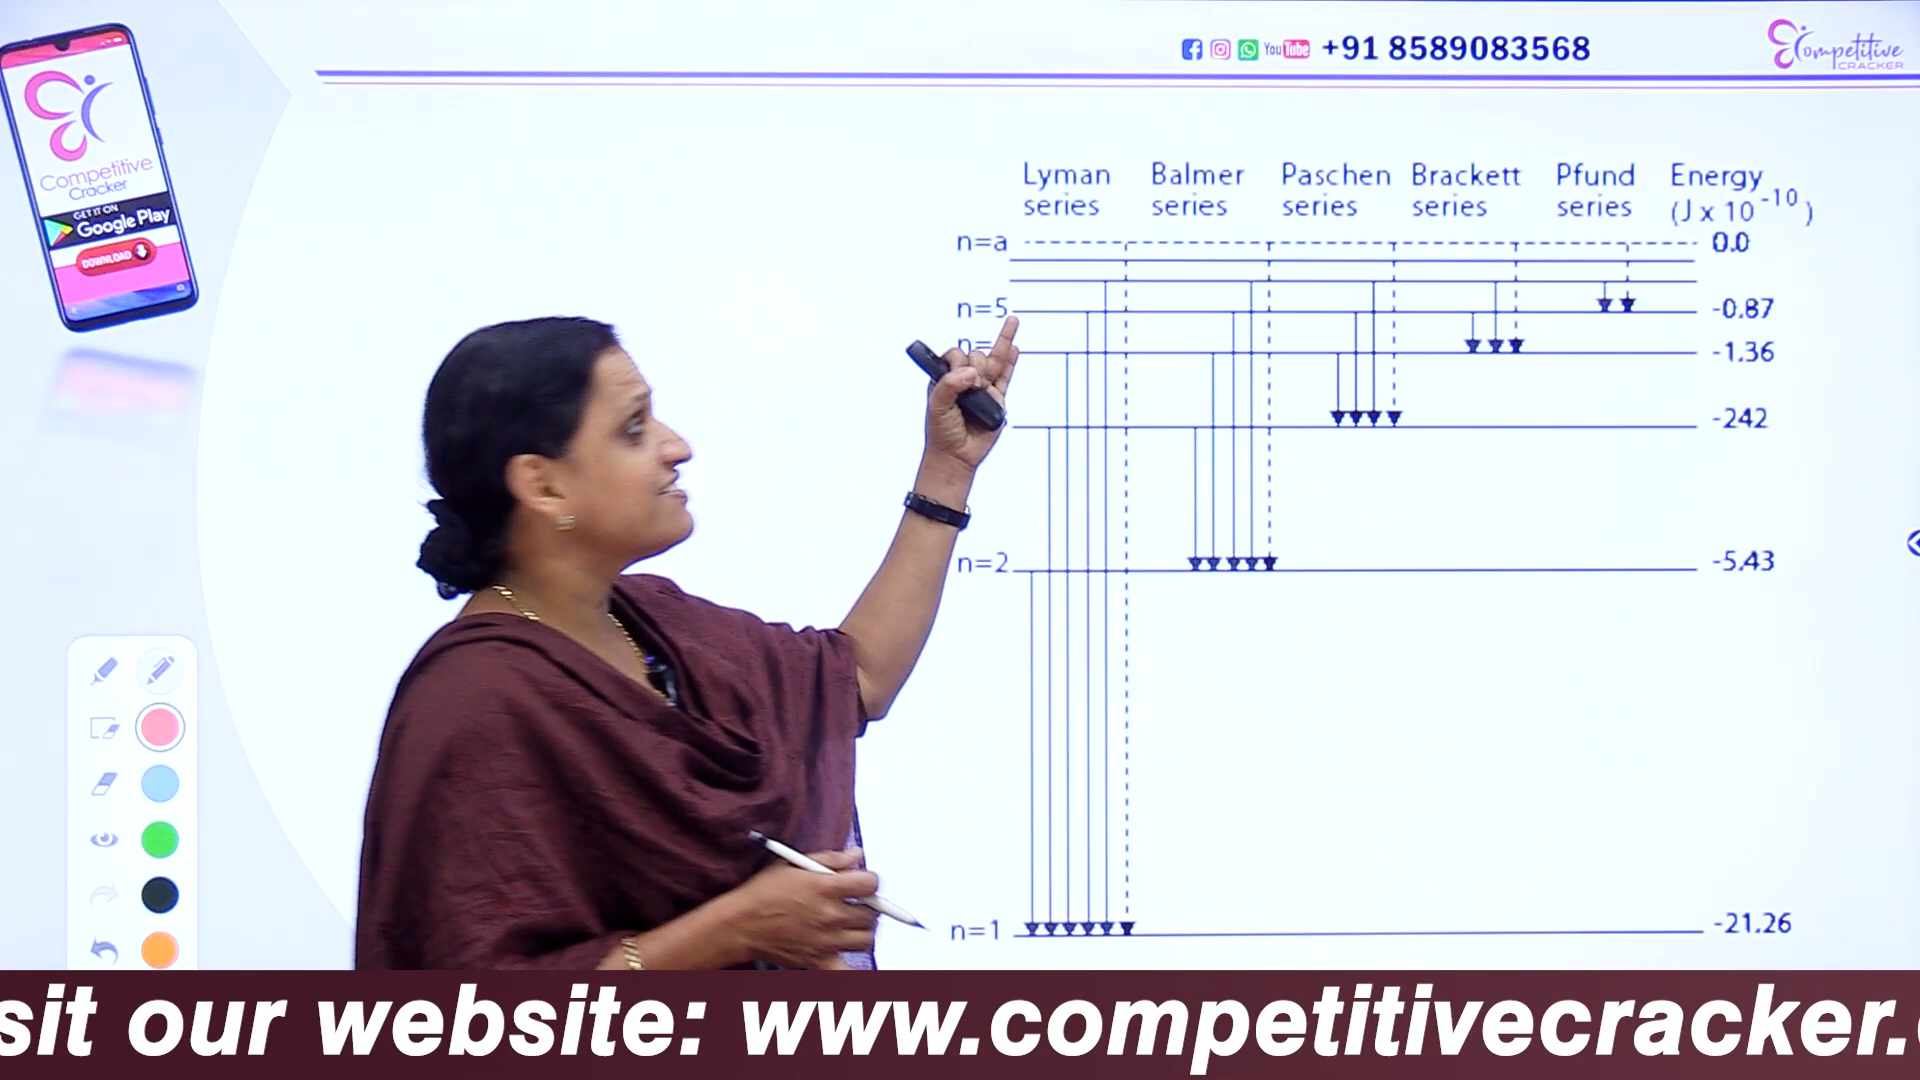 You Tube +91 8589083568
Competitive
CRACKER
Competitive
Cracker
GET IT ON
Google Play
DOWNLOAD
Lyman series
Balmer series
Paschen series
Brackett series
Pfund series
Energy (J x 10⁻¹⁰)
n=a 0.0
n=5 -0.87
n= -1.36
-242
n=2 -5.43
n=1 -21.26
sit our website: www.competitivecracker.